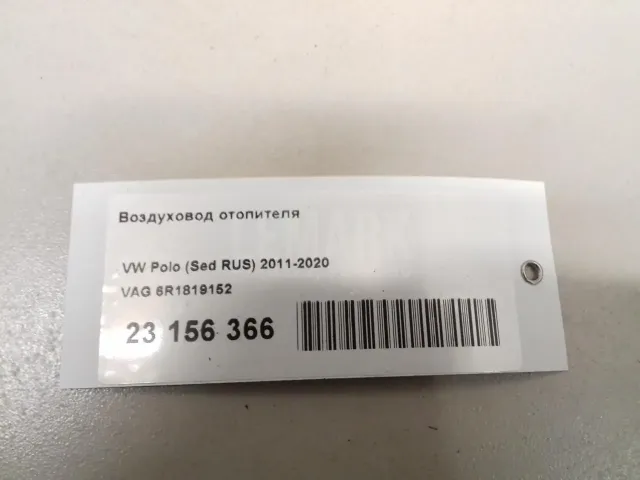 Воздуховод отопителя
VW Polo (Sed RUS) 2011-2020
VAG 6R1819152
23 156 366